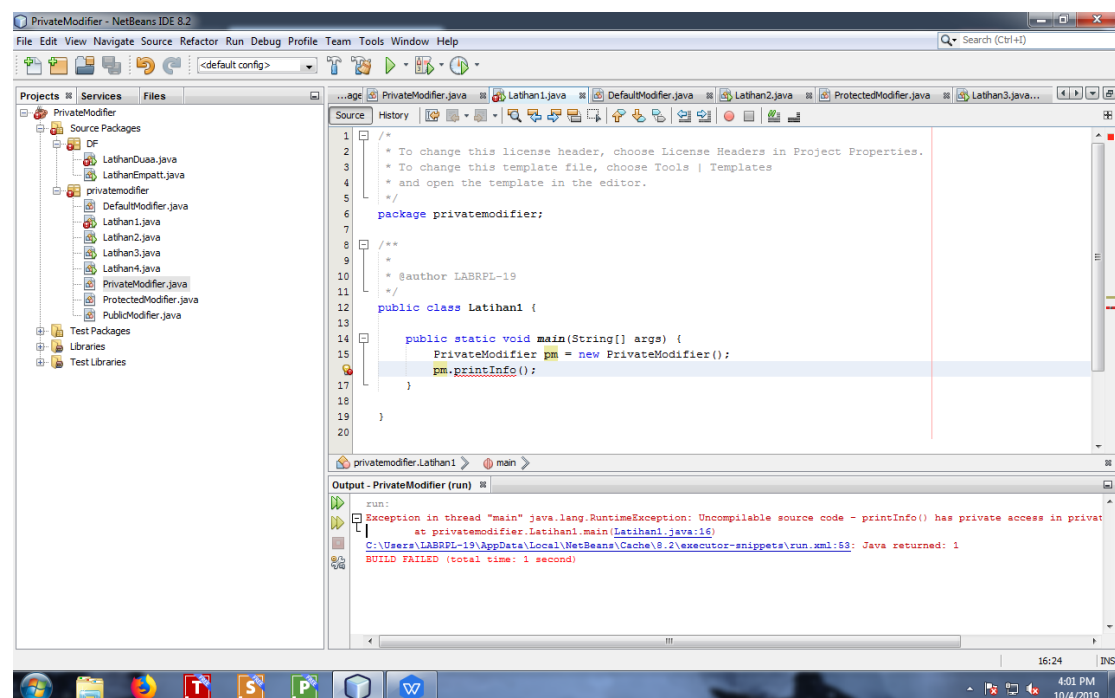 PrivateModifier - NetBeans IDE 8.2
File Edit View Navigate Source Refactor Run Debug Profile Team Tools Window Help
Search (Ctrl+I)
<default config>
Projects Services Files
PrivateModifier
Source Packages
DF
LatihanDuaa.java
LatihanEmpatt.java
privatemodifier
DefaultModifier.java
Latihan1.java
Latihan2.java
Latihan3.java
Latihan4.java
PrivateModifier.java
ProtectedModifier.java
PublicModifier.java
Test Packages
Libraries
Test Libraries
...age PrivateModifier.java Latihan1.java DefaultModifier.java Latihan2.java ProtectedModifier.java Latihan3.java...
Source History
1 /*
2 * To change this license header, choose License Headers in Project Properties.
3 * To change this template file, choose Tools | Templates
4 * and open the template in the editor.
5 */
6 package privatemodifier;
7
8 /**
9 *
10 * @author LABRPL-19
11 */
12 public class Latihan1 {
13
14 public static void main(String[] args) {
15 PrivateModifier pm = new PrivateModifier();
pm.printInfo();
17 }
18
19 }
20
privatemodifier.Latihan1 main
Output - PrivateModifier (run)
run:
Exception in thread "main" java.lang.RuntimeException: Uncompilable source code - printInfo() has private access in privat
at privatemodifier.Latihan1.main(Latihan1.java:16)
C:\Users\LABRPL-19\AppData\Local\NetBeans\Cache\8.2\executor-snippets\run.xml:53: Java returned: 1
BUILD FAILED (total time: 1 second)
16:24 INS
T S P W
4:01 PM
10/4/2019